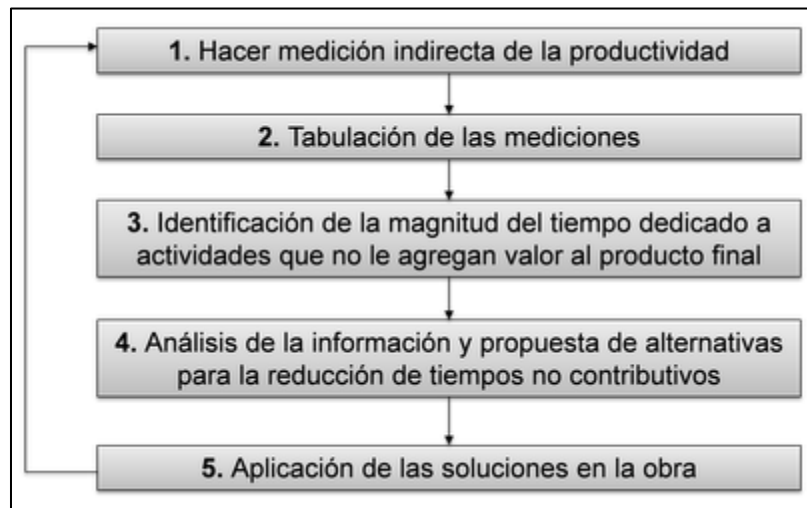 1. Hacer medición indirecta de la productividad
2. Tabulación de las mediciones
3. Identificación de la magnitud del tiempo dedicado a
actividades que no le agregan valor al producto final
4. Análisis de la información y propuesta de alternativas
para la reducción de tiempos no contributivos
5. Aplicación de las soluciones en la obra